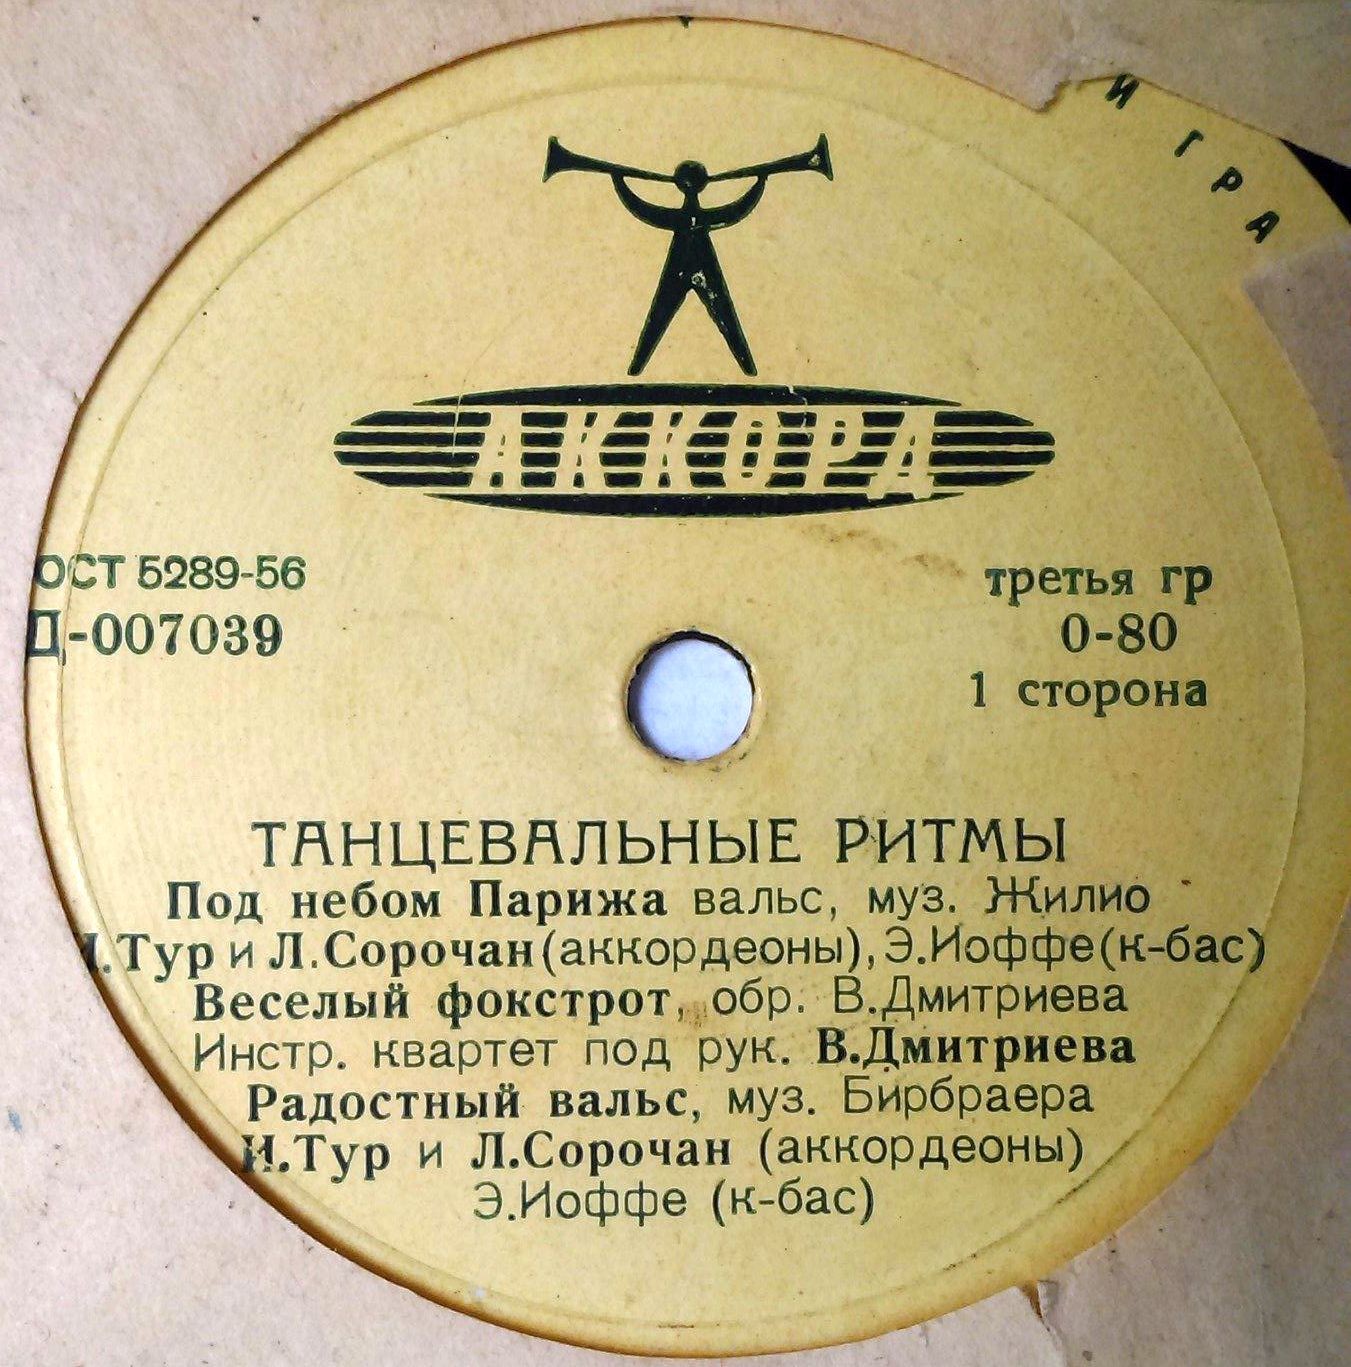 И ГРА
АККОРД
ОСТ 5289-56
Д-007039
третья гр
0-80
1 сторона
ТАНЦЕВАЛЬНЫЕ РИТМЫ
Под небом Парижа вальс, муз. Жилио
И.Тур и Л.Сорочан (аккордеоны), Э.Иоффе (к-бас)
Веселый фокстрот, обр. В.Дмитриева
Инстр. квартет под рук. В.Дмитриева
Радостный вальс, муз. Бирбраера
И.Тур и Л.Сорочан (аккордеоны)
Э.Иоффе (к-бас)